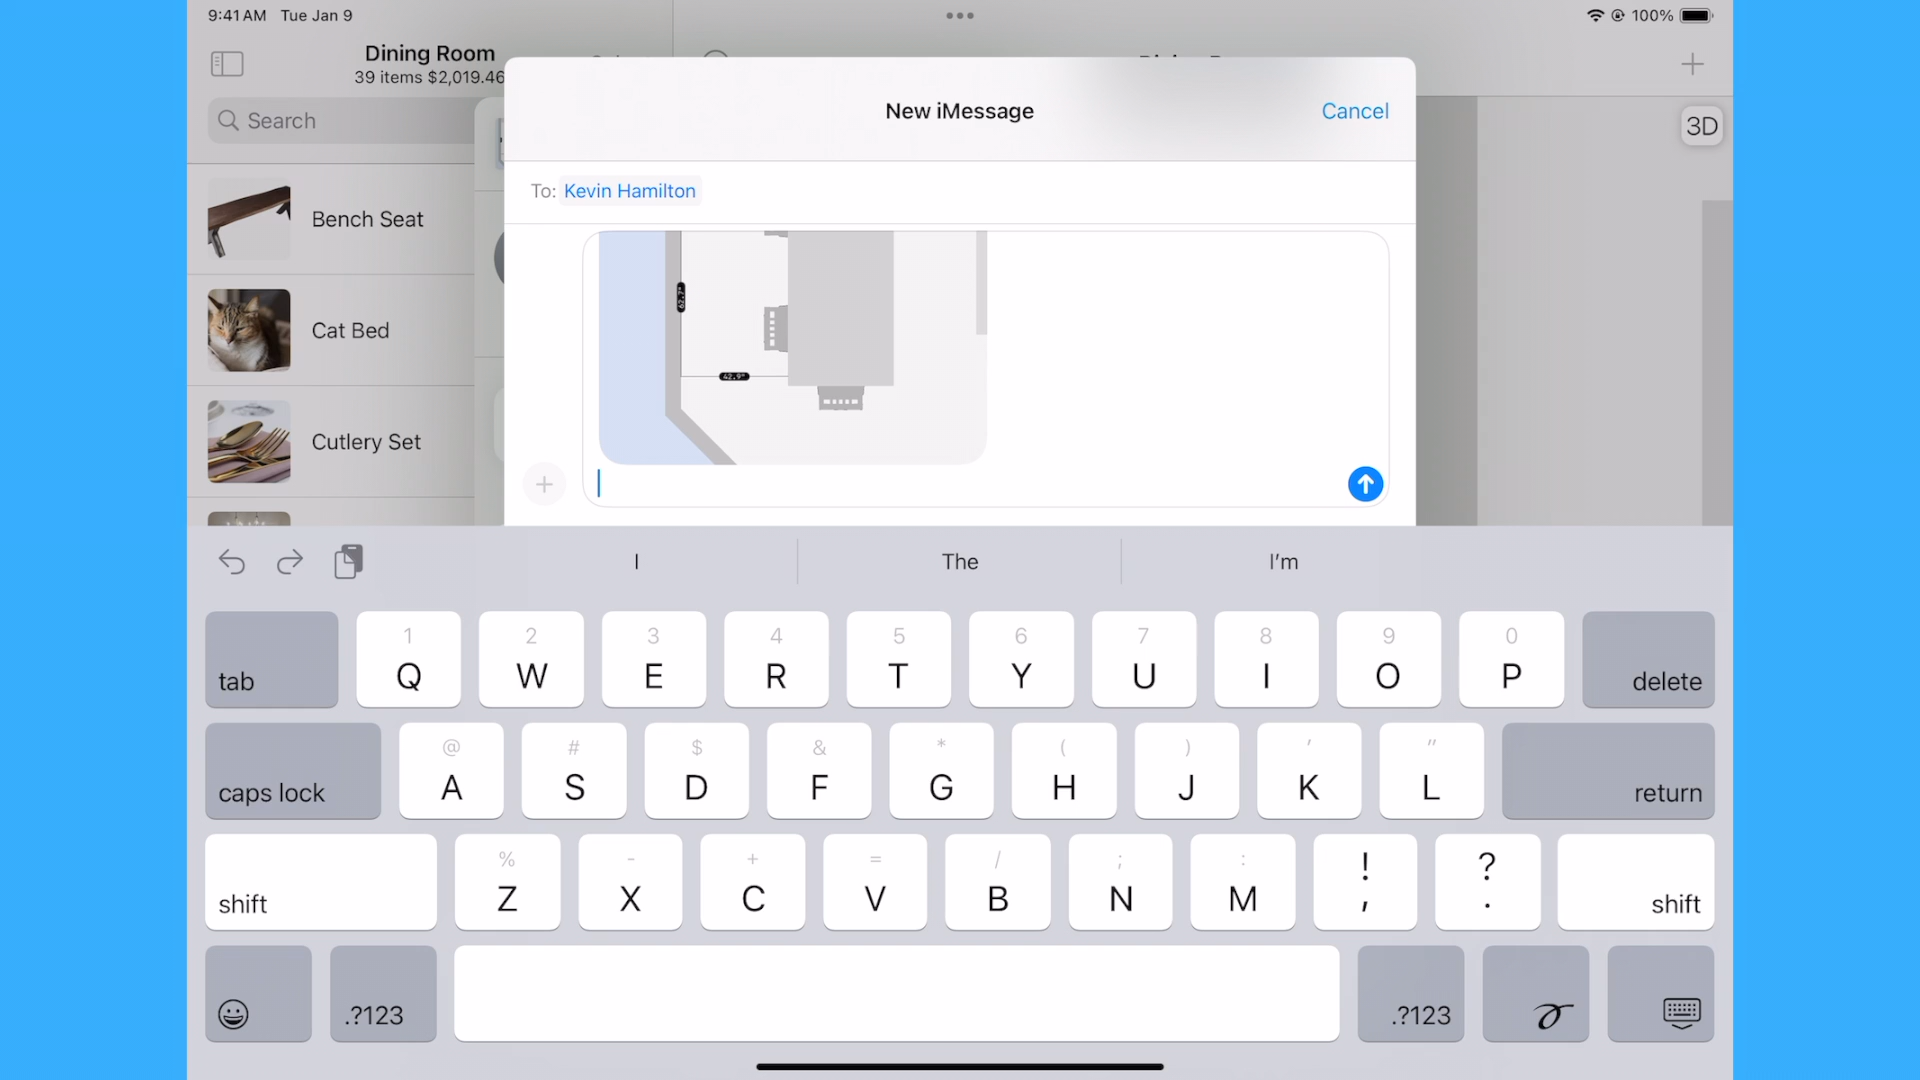 9:41 AM Tue Jan 9
100%
Dining Room
39 items $2,019.46
Search
Bench Seat
Cat Bed
Cutlery Set
3D
New iMessage
Cancel
To: Kevin Hamilton
42.9"
I The I'm
1 2 3 4 5 6 7 8 9 0
tab Q W E R T Y U I O P delete
@ # $ & * ( ) ' "
caps lock A S D F G H J K L return
% - + = / ; : ! ?
shift Z X C V B N M , . shift
.?123 .?123